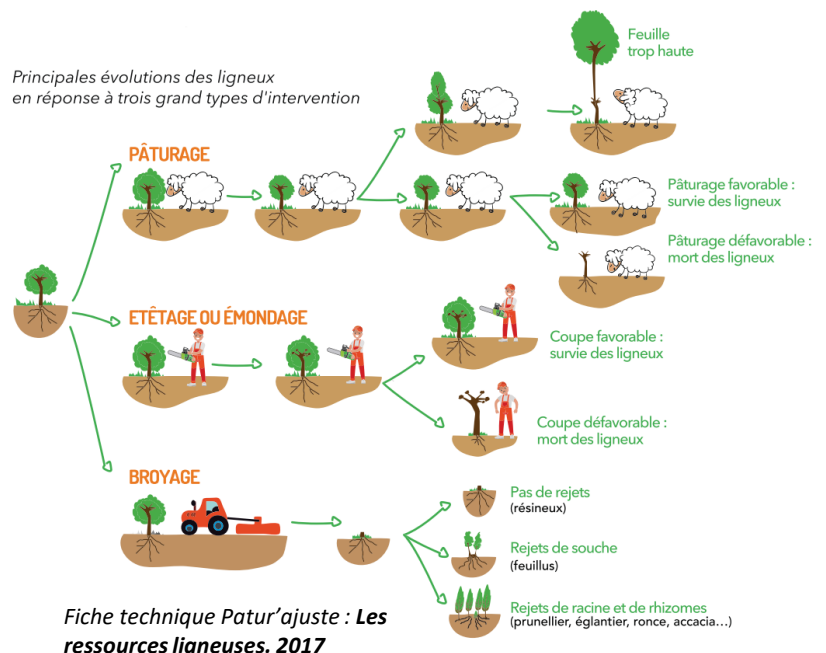 Principales évolutions des ligneux
en réponse à trois grand types d'intervention
Feuille
trop haute
PÂTURAGE
Pâturage favorable :
survie des ligneux
Pâturage défavorable :
mort des ligneux
ETÊTAGE OU ÉMONDAGE
Coupe favorable :
survie des ligneux
Coupe défavorable :
mort des ligneux
BROYAGE
Pas de rejets
(résineux)
Rejets de souche
(feuillus)
Rejets de racine et de rhizomes
(prunellier, églantier, ronce, accacia...)
Fiche technique Patur’ajuste : Les
ressources ligneuses, 2017